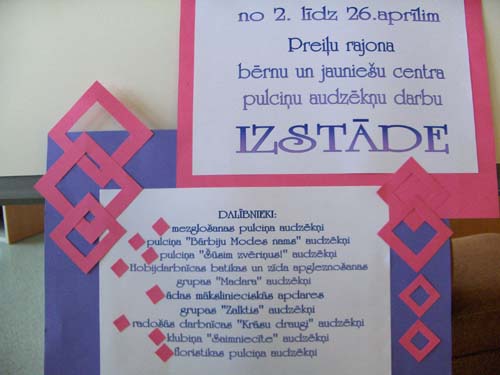 no 2. līdz 26.aprīlim
Preiļu rajona
bērnu un jauniešu centra
pulciņu audzēkņu darbu
IZSTĀDE
DALĪBNIEKI:
mezglošanas pulciņa audzēkņi
pulciņa "Bārbiju Modes nams" audzēkņi
pulciņa "Šūsim zvēriņus!" audzēkņi
Hobijdarbnīcas batikas un zīda apgleznošanas
grupas "Madara" audzēkņi
ādas mākslinieciskās apdares
grupas "Zalktis" audzēkņi
radošās darbnīcas "Krāsu draugi" audzēkņi
klubiņa "Saimniecīte" audzēkņi
floristikas pulciņa audzēkņi